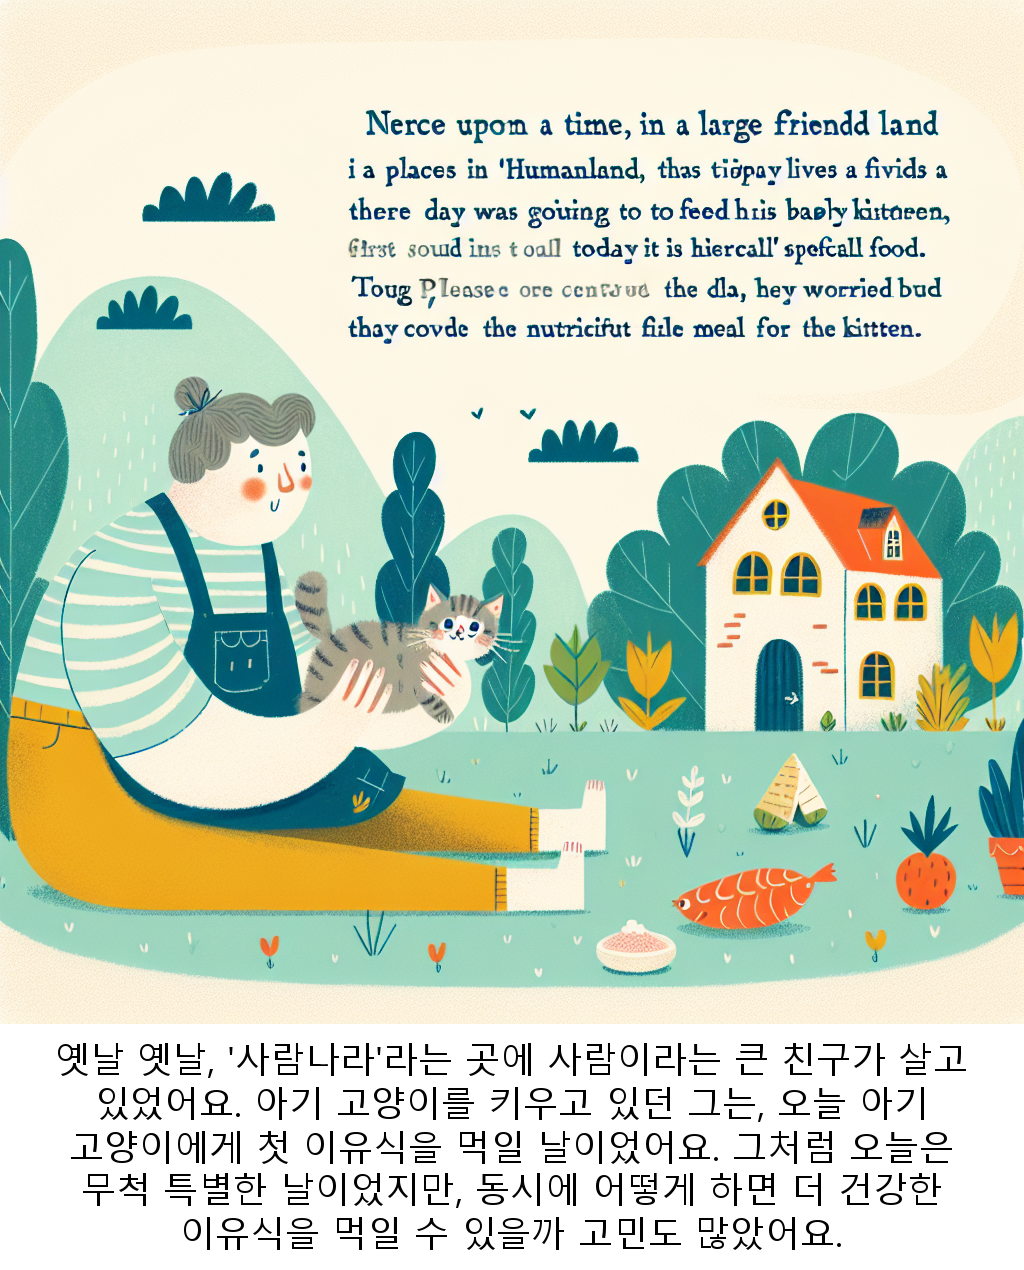 Nerce upom a time, in a large friendd land
i a places in 'Humanland, thas lives a fivids a
there day was to to feed hris kittneen,
today it is hiercall' spefcall food.
Toug the dla, hey worried bud
thay covde the nutricifut fiile meal for the kittten.
옛날 옛날, '사람나라'라는 곳에 사람이라는 큰 친구가 살고
있었어요. 아기 고양이를 키우고 있던 그는, 오늘 아기
고양이에게 첫 이유식을 먹일 날이었어요. 그처럼 오늘은
무척 특별한 날이었지만, 동시에 어떻게 하면 더 건강한
이유식을 먹일 수 있을까 고민도 많았어요.